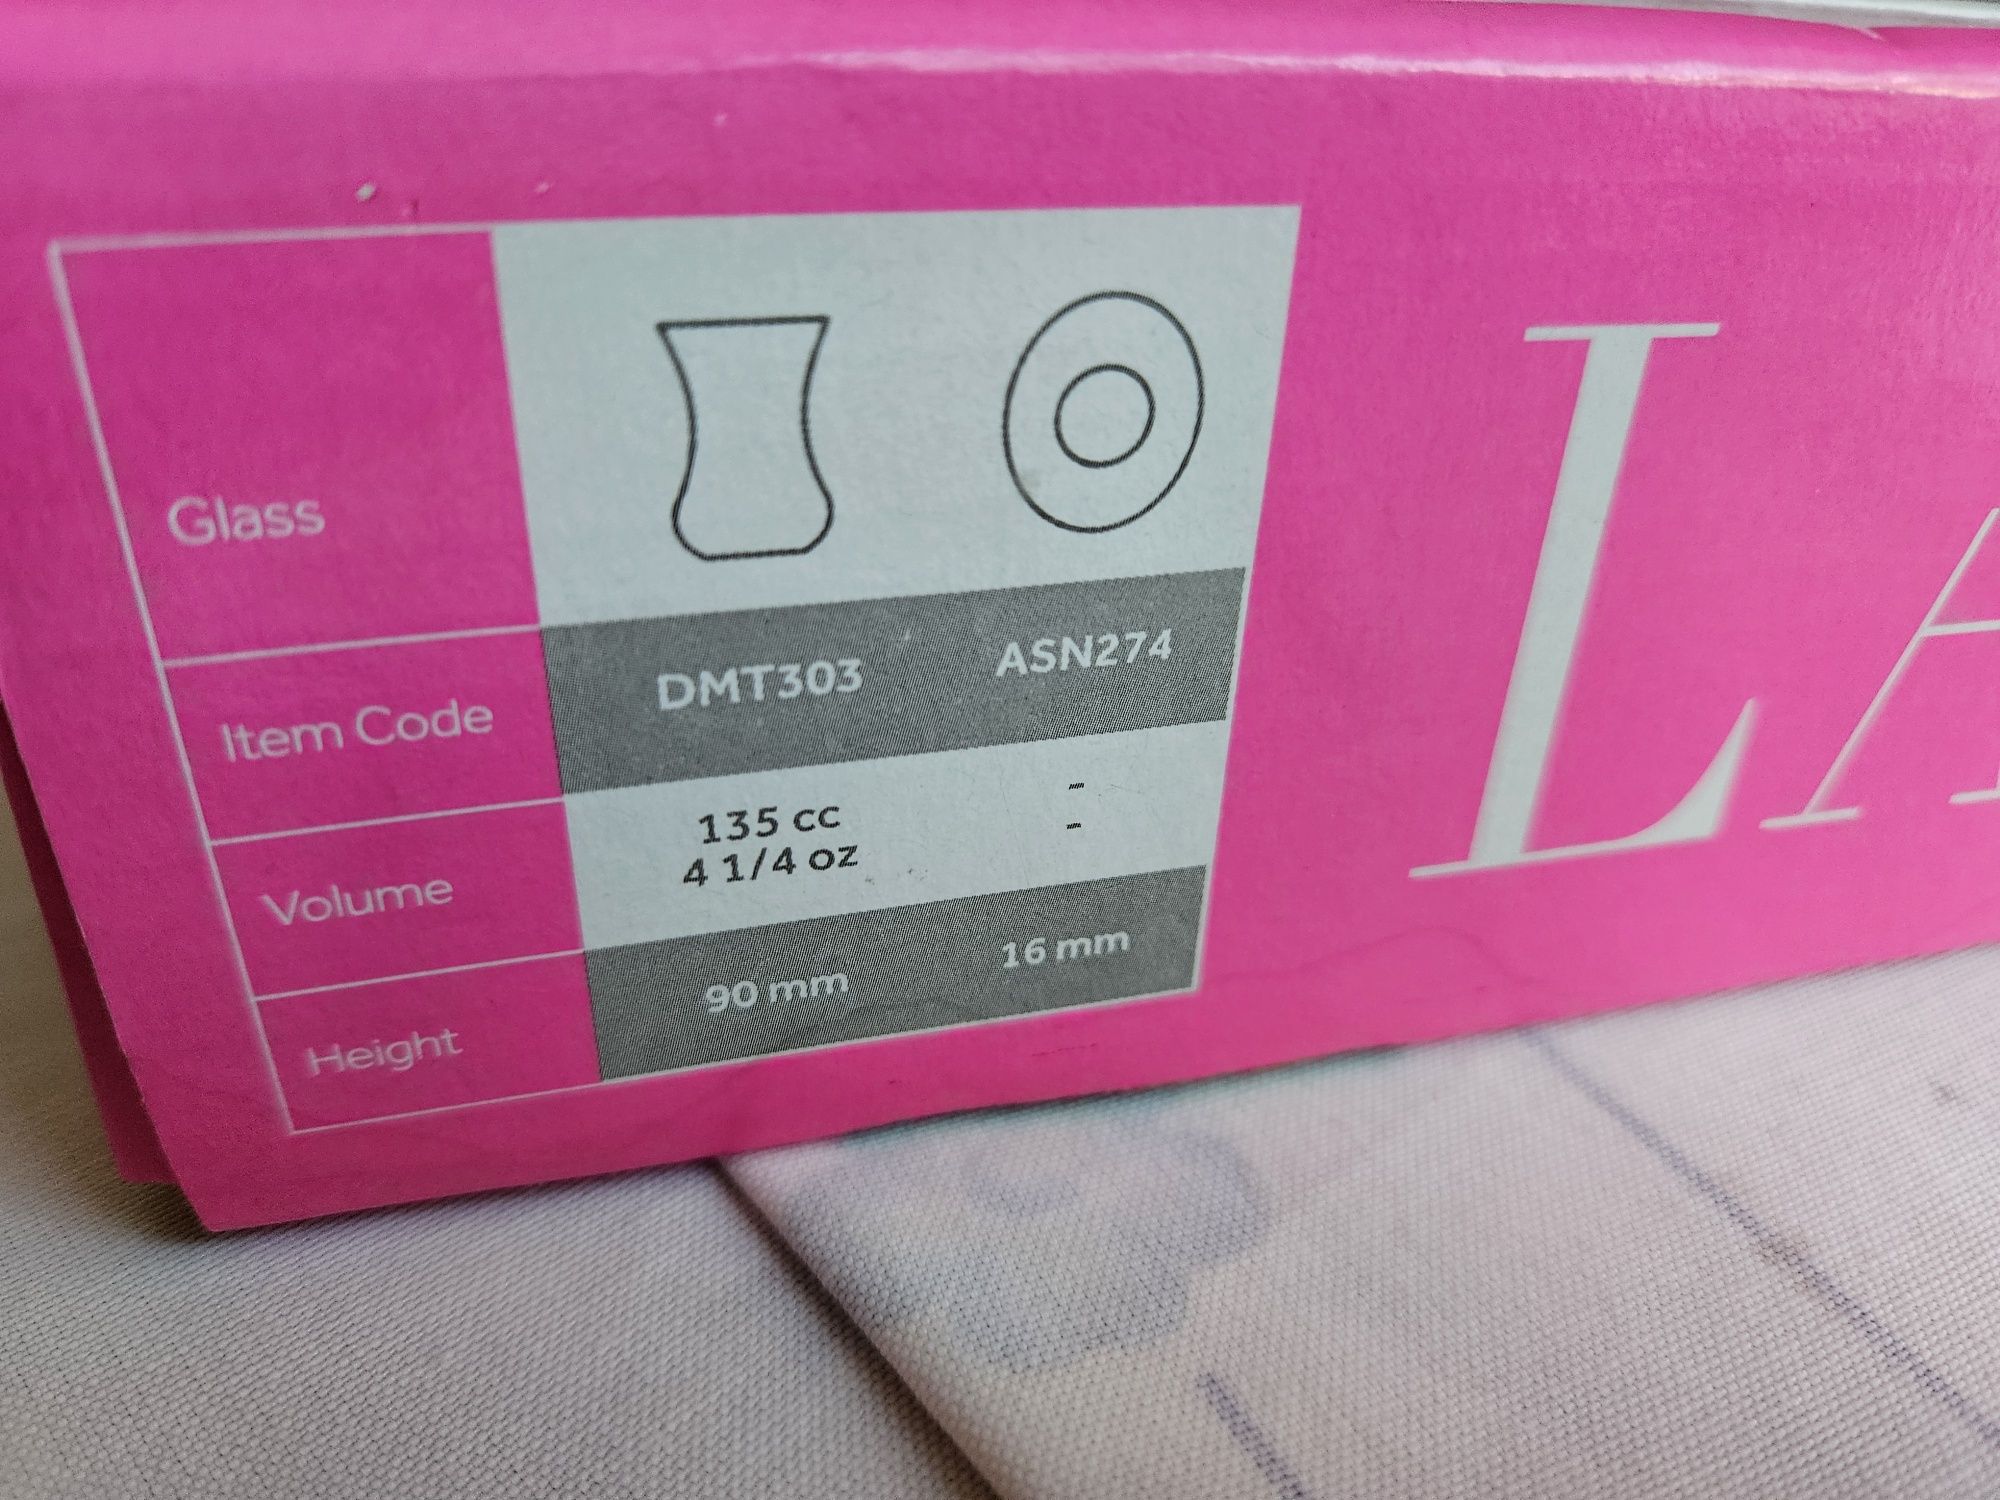 Glass
Item Code DMT303 ASN274
Volume 135 cc -
4 1/4 oz -
Height 90 mm 16 mm
LA